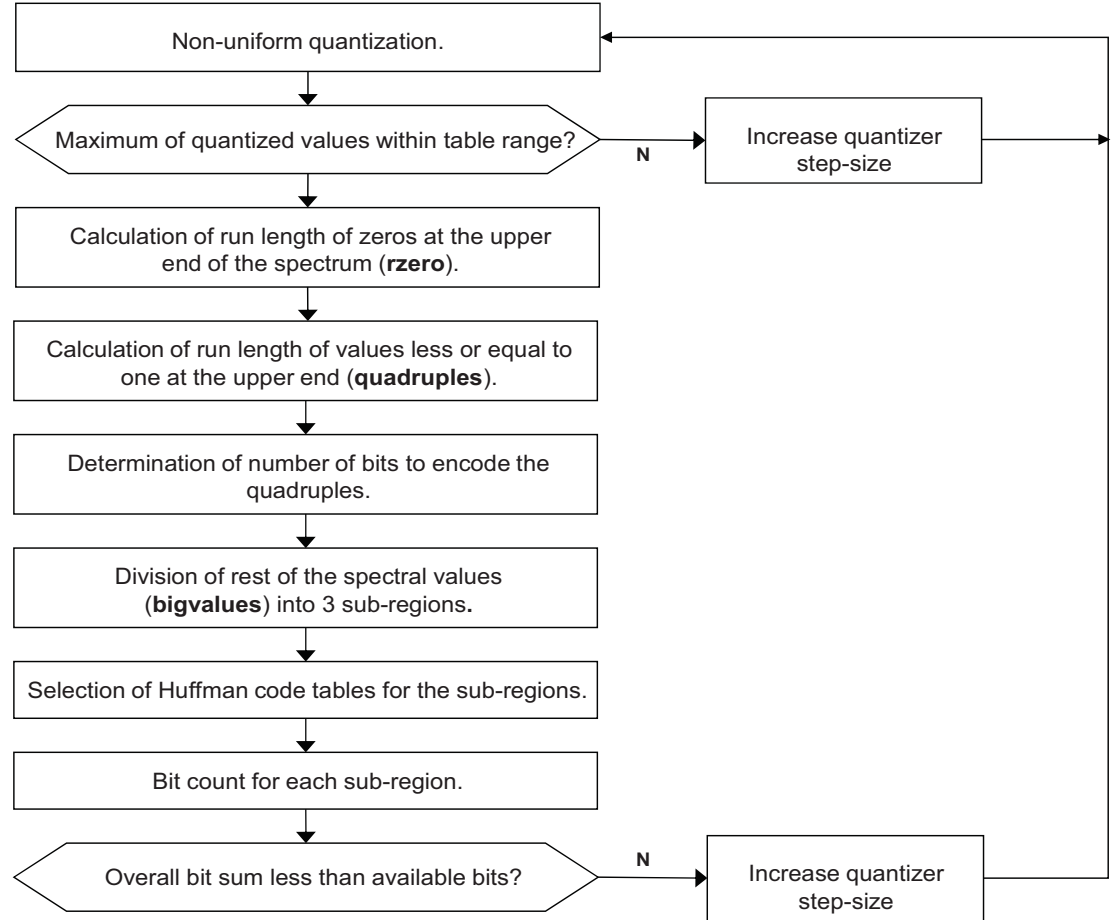 Non-uniform quantization.
Maximum of quantized values within table range?
N
Increase quantizer
step-size
Calculation of run length of zeros at the upper
end of the spectrum (rzero).
Calculation of run length of values less or equal to
one at the upper end (quadruples).
Determination of number of bits to encode the
quadruples.
Division of rest of the spectral values
(bigvalues) into 3 sub-regions.
Selection of Huffman code tables for the sub-regions.
Bit count for each sub-region.
Overall bit sum less than available bits?
N
Increase quantizer
step-size